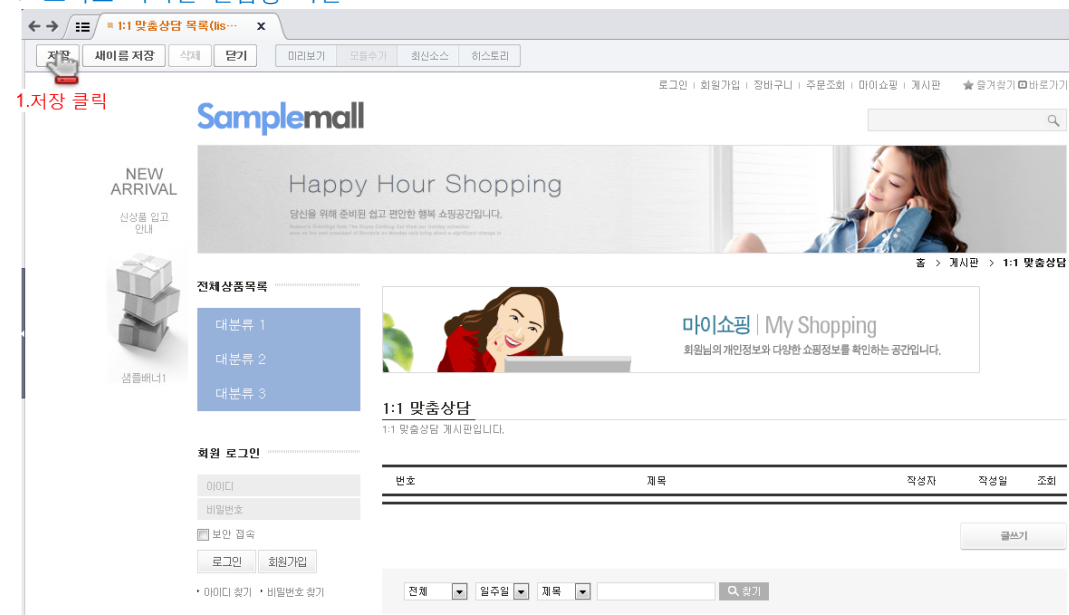 1:1 맞춤상담 목록(lis··· x
저장 새이름 저장 삭제 닫기 미리보기 모듈추가 최신소스 히스토리
1.저장 클릭
로그인 | 회원가입 | 장바구니 | 주문조회 | 마이쇼핑 | 게시판 ★ 즐겨찾기 바로가기
Samplemall
NEW
ARRIVAL
신상품 입고
안내
샘플배너1
Happy Hour Shopping
당신을 위해 준비된 쉽고 편안한 행복 쇼핑공간입니다.
홈 > 게시판 > 1:1 맞춤상담
전체상품목록
대분류 1
대분류 2
대분류 3
마이쇼핑 | My Shopping
회원님의 개인정보와 다양한 쇼핑정보를 확인하는 공간입니다.
1:1 맞춤상담
1:1 맞춤상담 게시판입니다.
회원 로그인
아이디
비밀번호
보안 접속
로그인 회원가입
· 아이디 찾기 · 비밀번호 찾기
번호 제목 작성자 작성일 조회
글쓰기
전체 일주일 제목 찾기